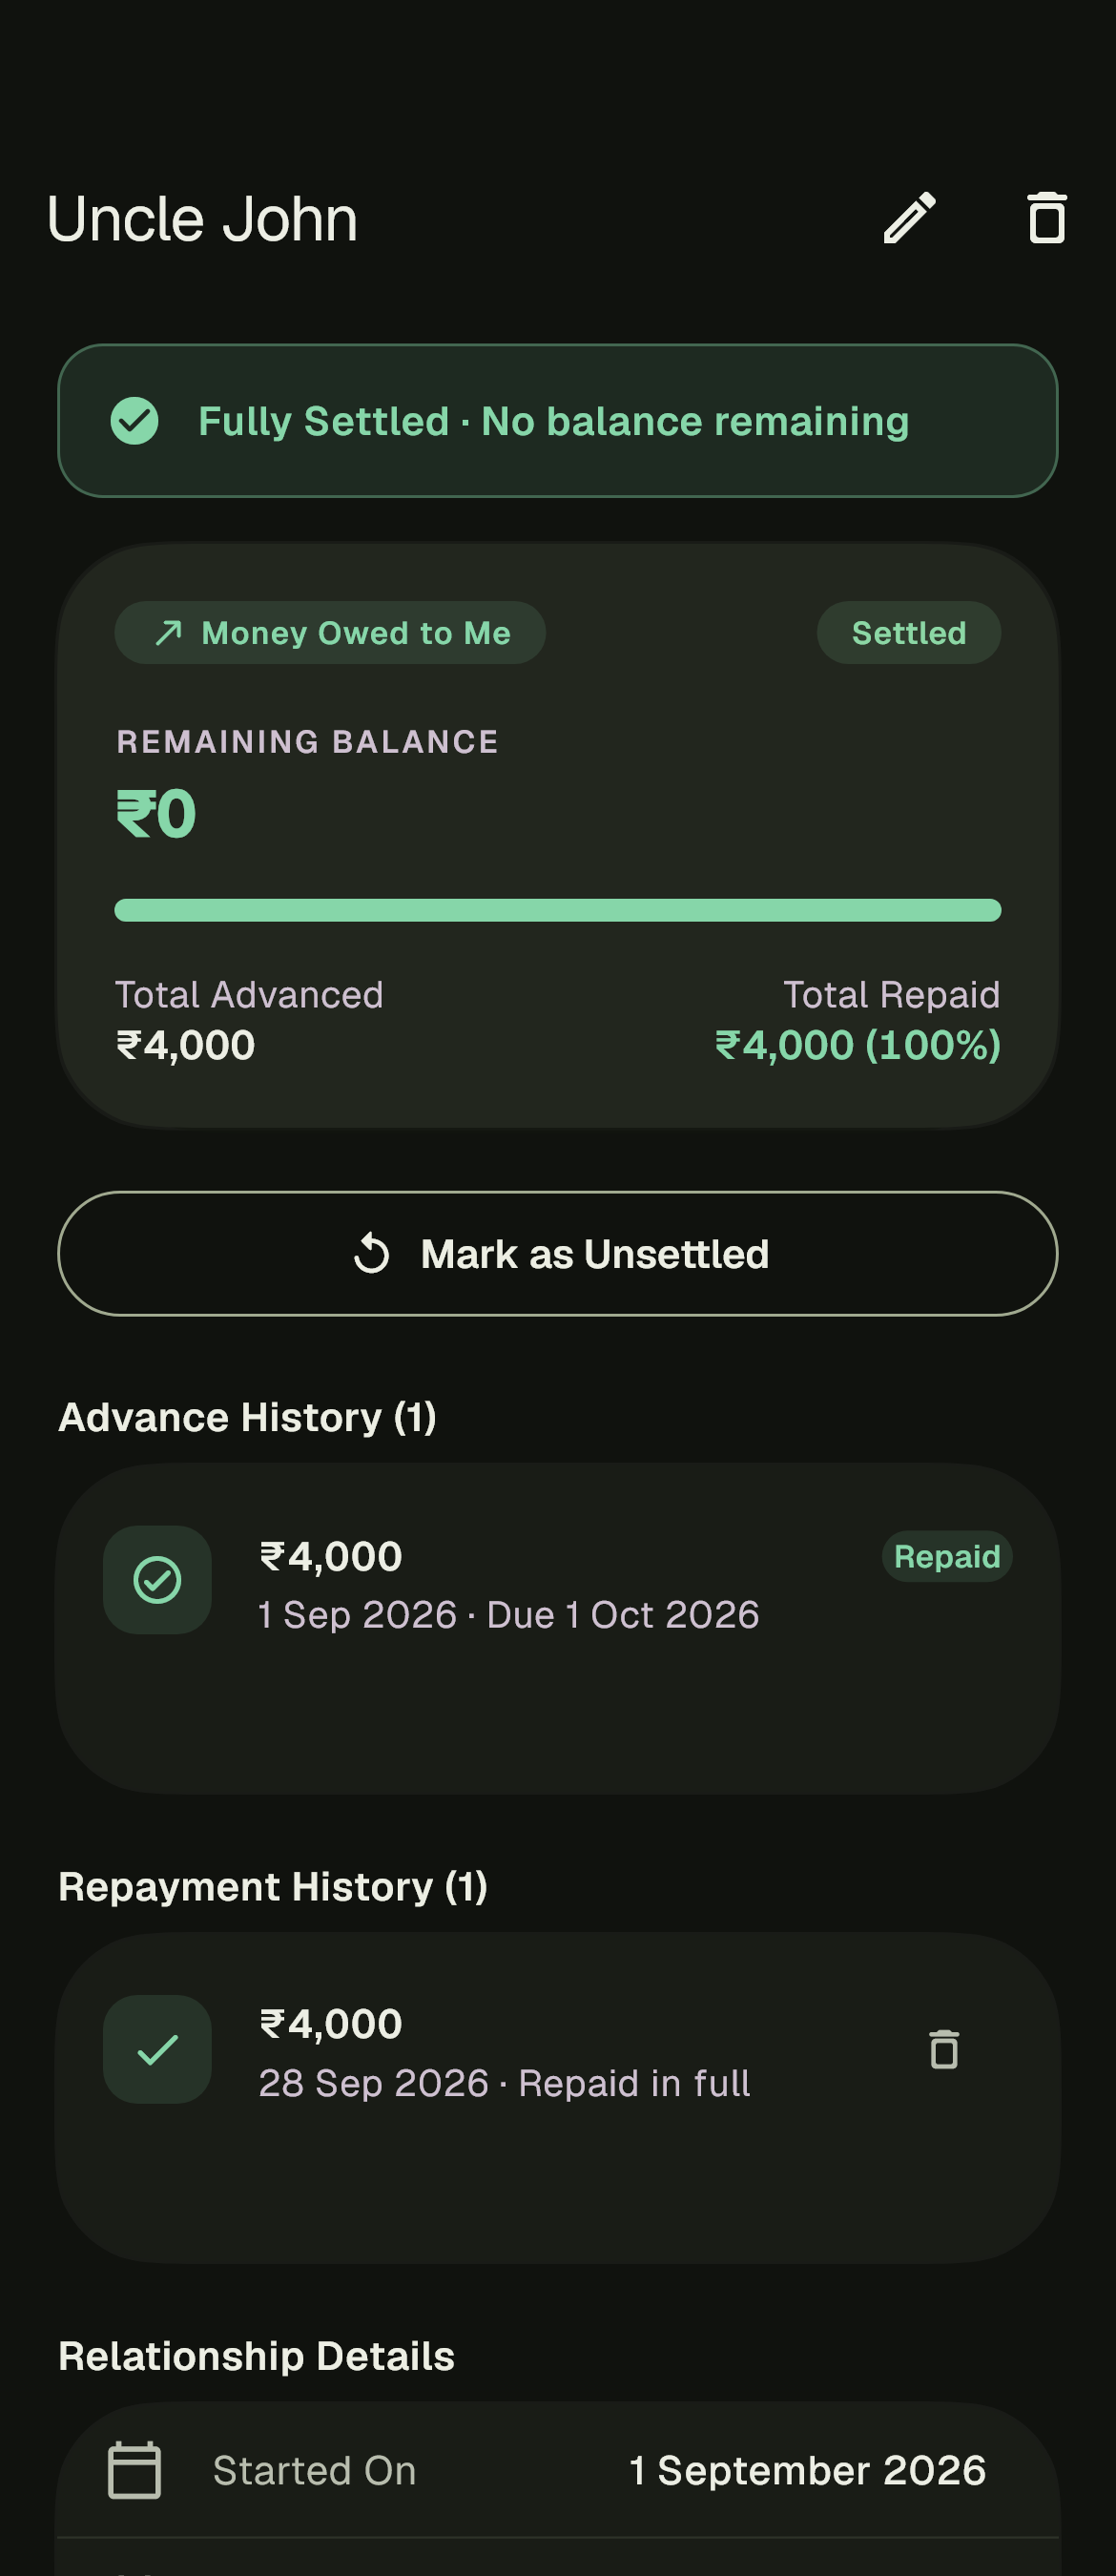 Uncle John
Fully Settled · No balance remaining
Money Owed to Me
Settled
REMAINING BALANCE
₹0
Total Advanced
Total Repaid
₹4,000
₹4,000 (100%)
Mark as Unsettled
Advance History (1)
₹4,000
Repaid
1 Sep 2026 · Due 1 Oct 2026
Repayment History (1)
₹4,000
28 Sep 2026 · Repaid in full
Relationship Details
Started On
1 September 2026